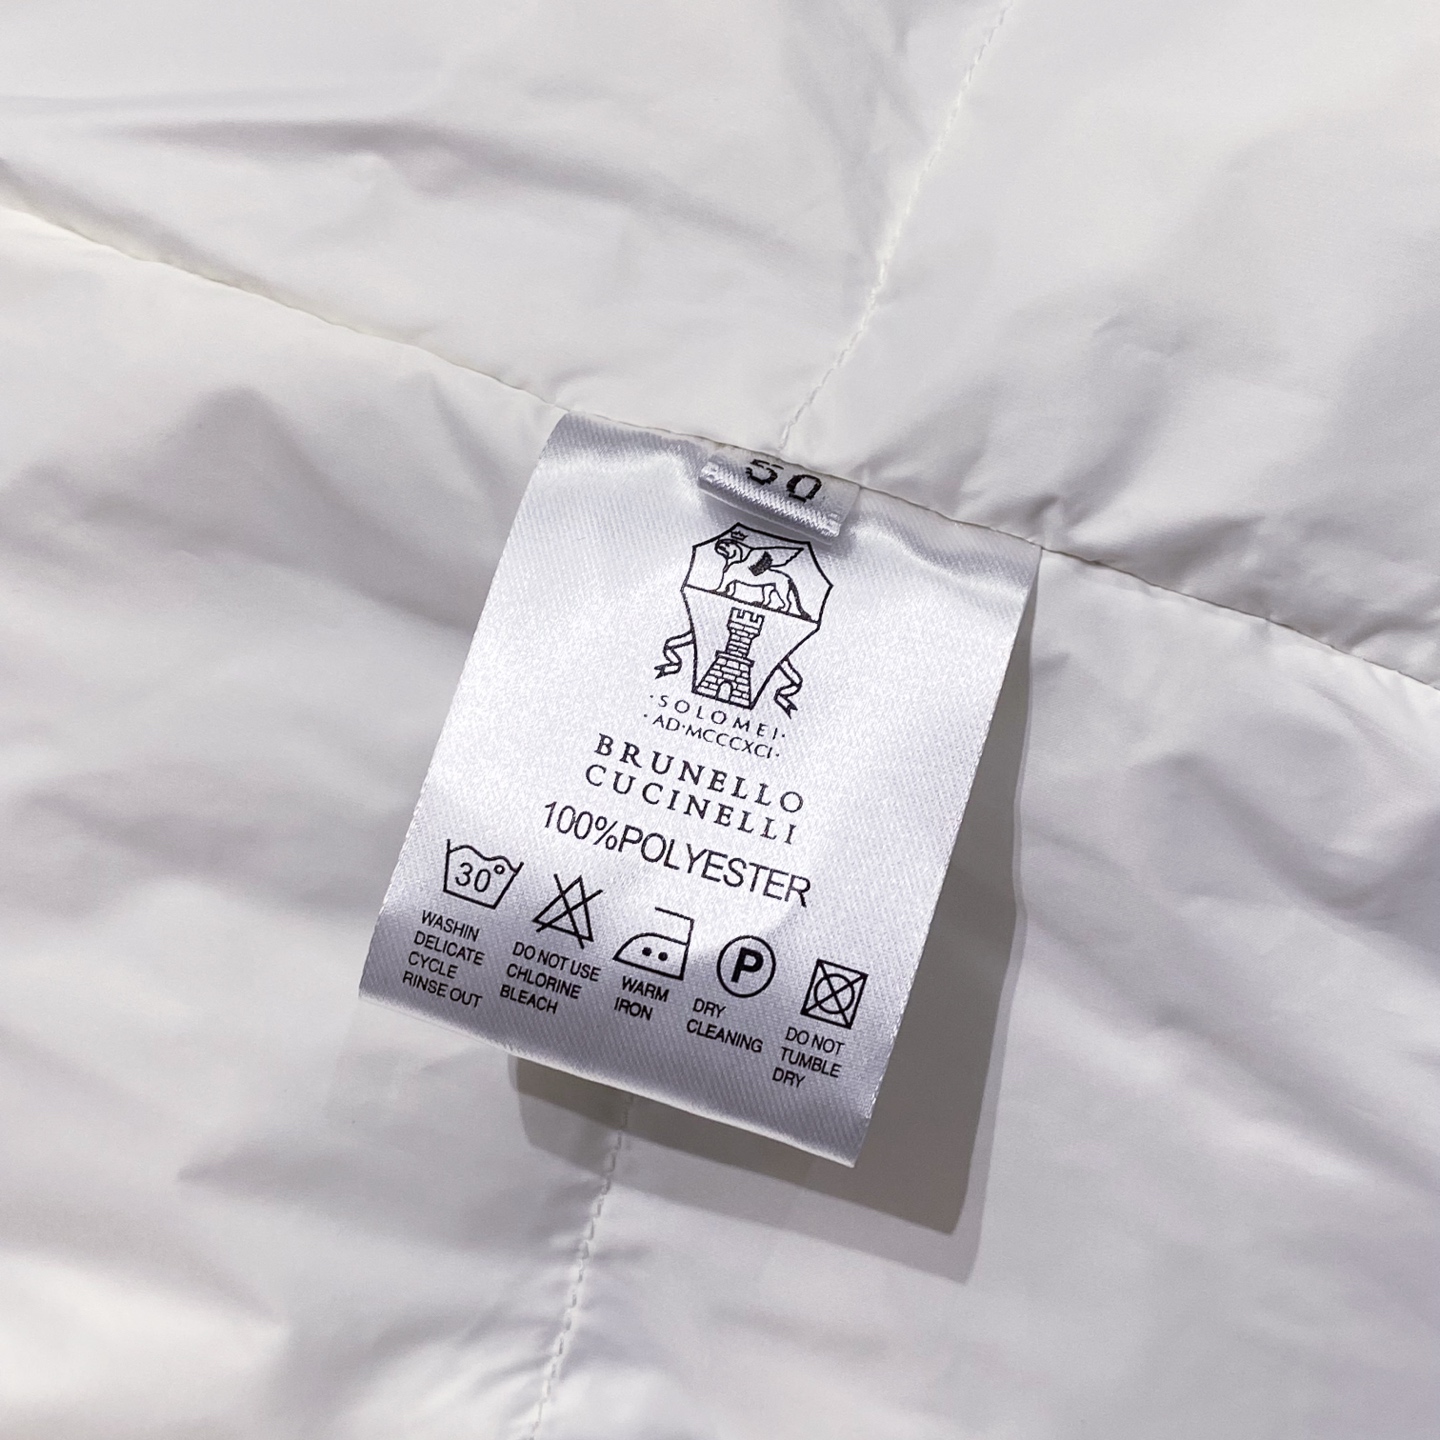 50
·SOLOMEI·
·AD·MCCCXCI·
BRUNELLO
CUCINELLI
100%POLYESTER
30°
WASHIN
DELICATE
CYCLE
RINSE OUT
DO NOT USE
CHLORINE
BLEACH
WARM
IRON
P
DRY
CLEANING
DO NOT
TUMBLE
DRY